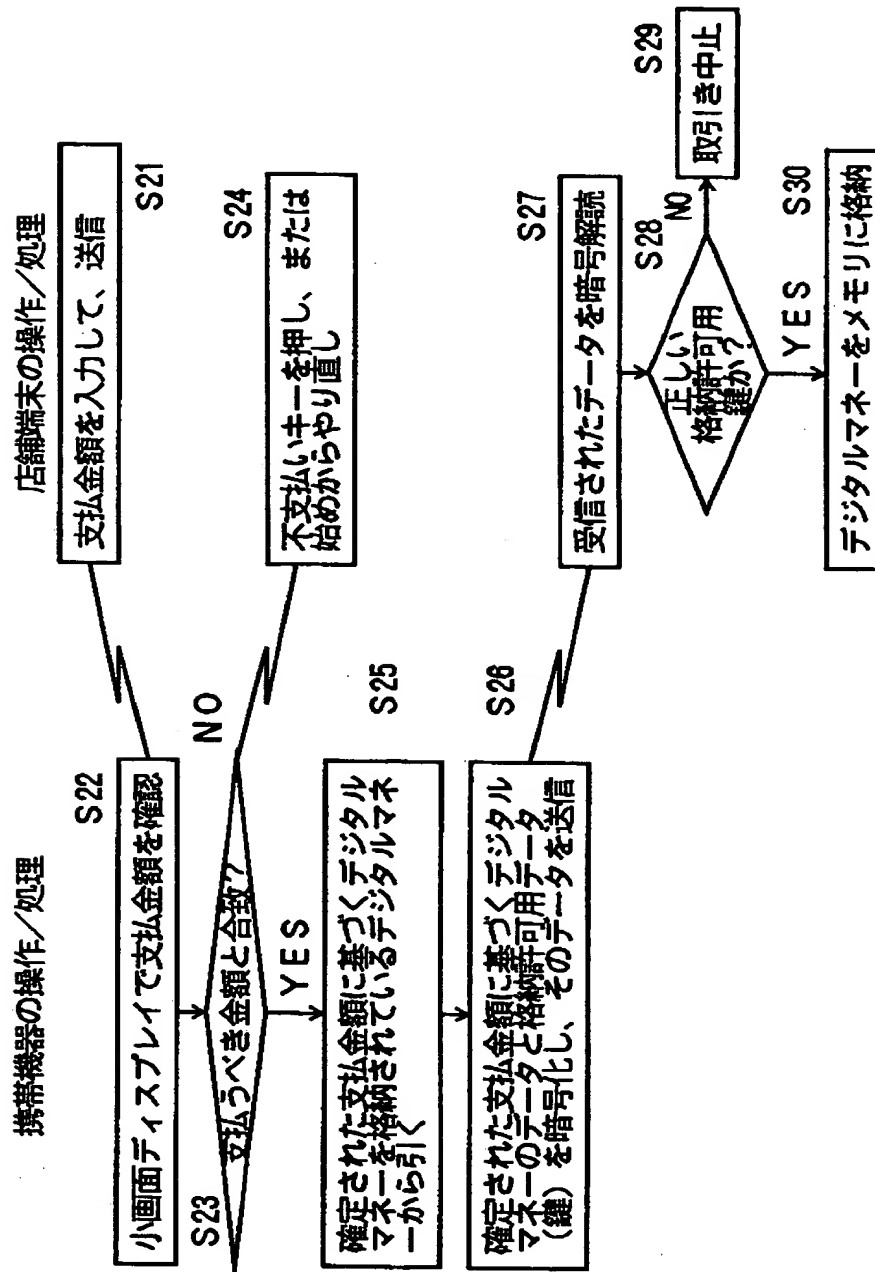 携帯機器の操作／処理
店舗端末の操作／処理
支払金額を入力して、送信
S21
S22
小画面ディスプレイで支払金額を確認
S23
支払うべき金額と合致？
NO
YES
S24
不支払いキーを押し、または
始めからやり直し
S25
確定された支払金額に基づくデジタル
マネーを格納されているデジタルマネ
ーから引く
S26
確定された支払金額に基づくデジタル
マネーのデータと格納許可用データ
（鍵）を暗号化し、そのデータを送信
S27
受信されたデータを暗号解読
S28
正しい
格納許可用
鍵か？
NO
S29
取引き中止
YES
S30
デジタルマネーをメモリに格納